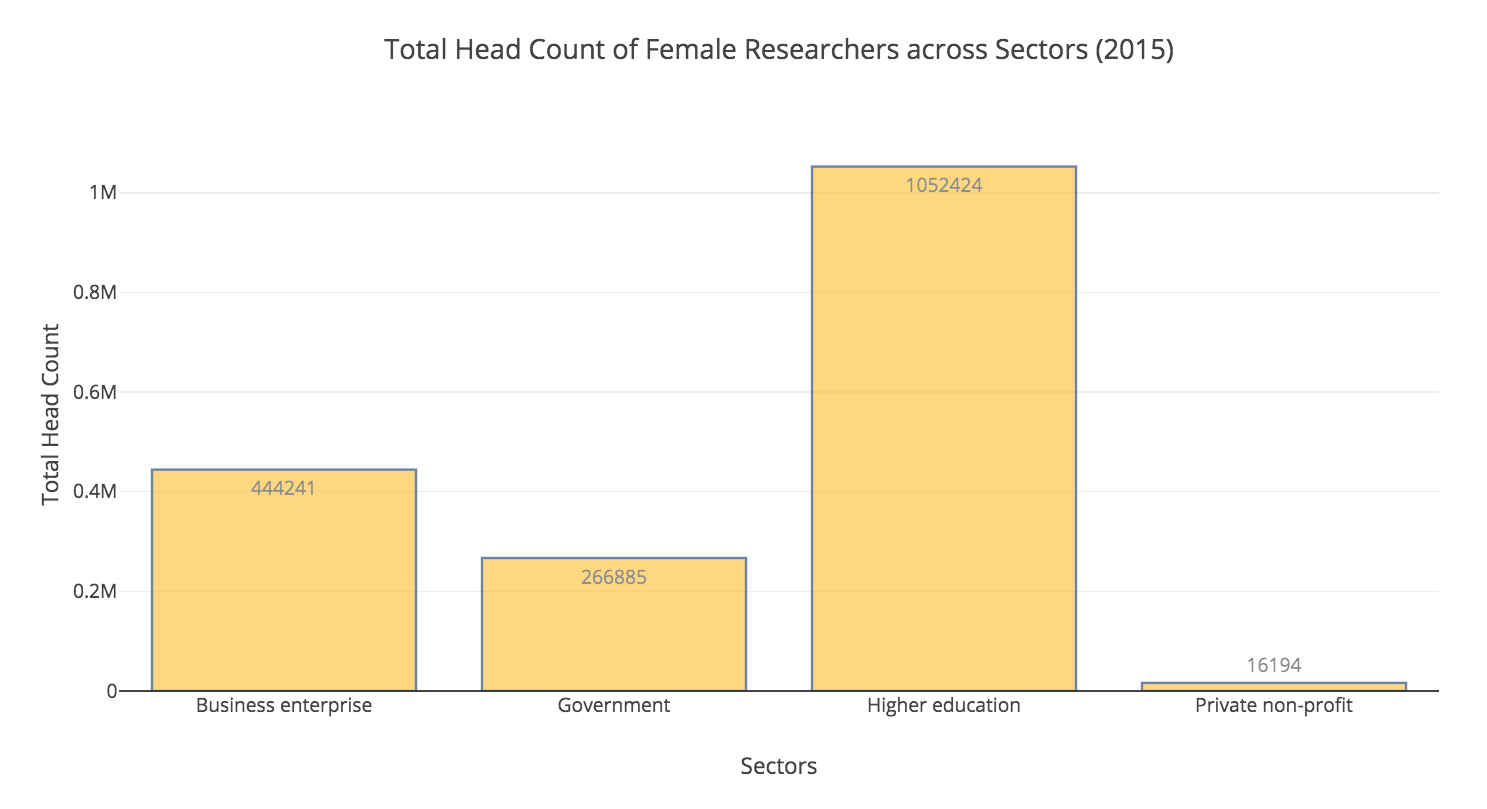 Total Head Count of Female Researchers across Sectors (2015)
Total Head Count
1M
0.8M
0.6M
0.4M
0.2M
0
444241
266885
1052424
16194
Business enterprise
Government
Higher education
Private non-profit
Sectors